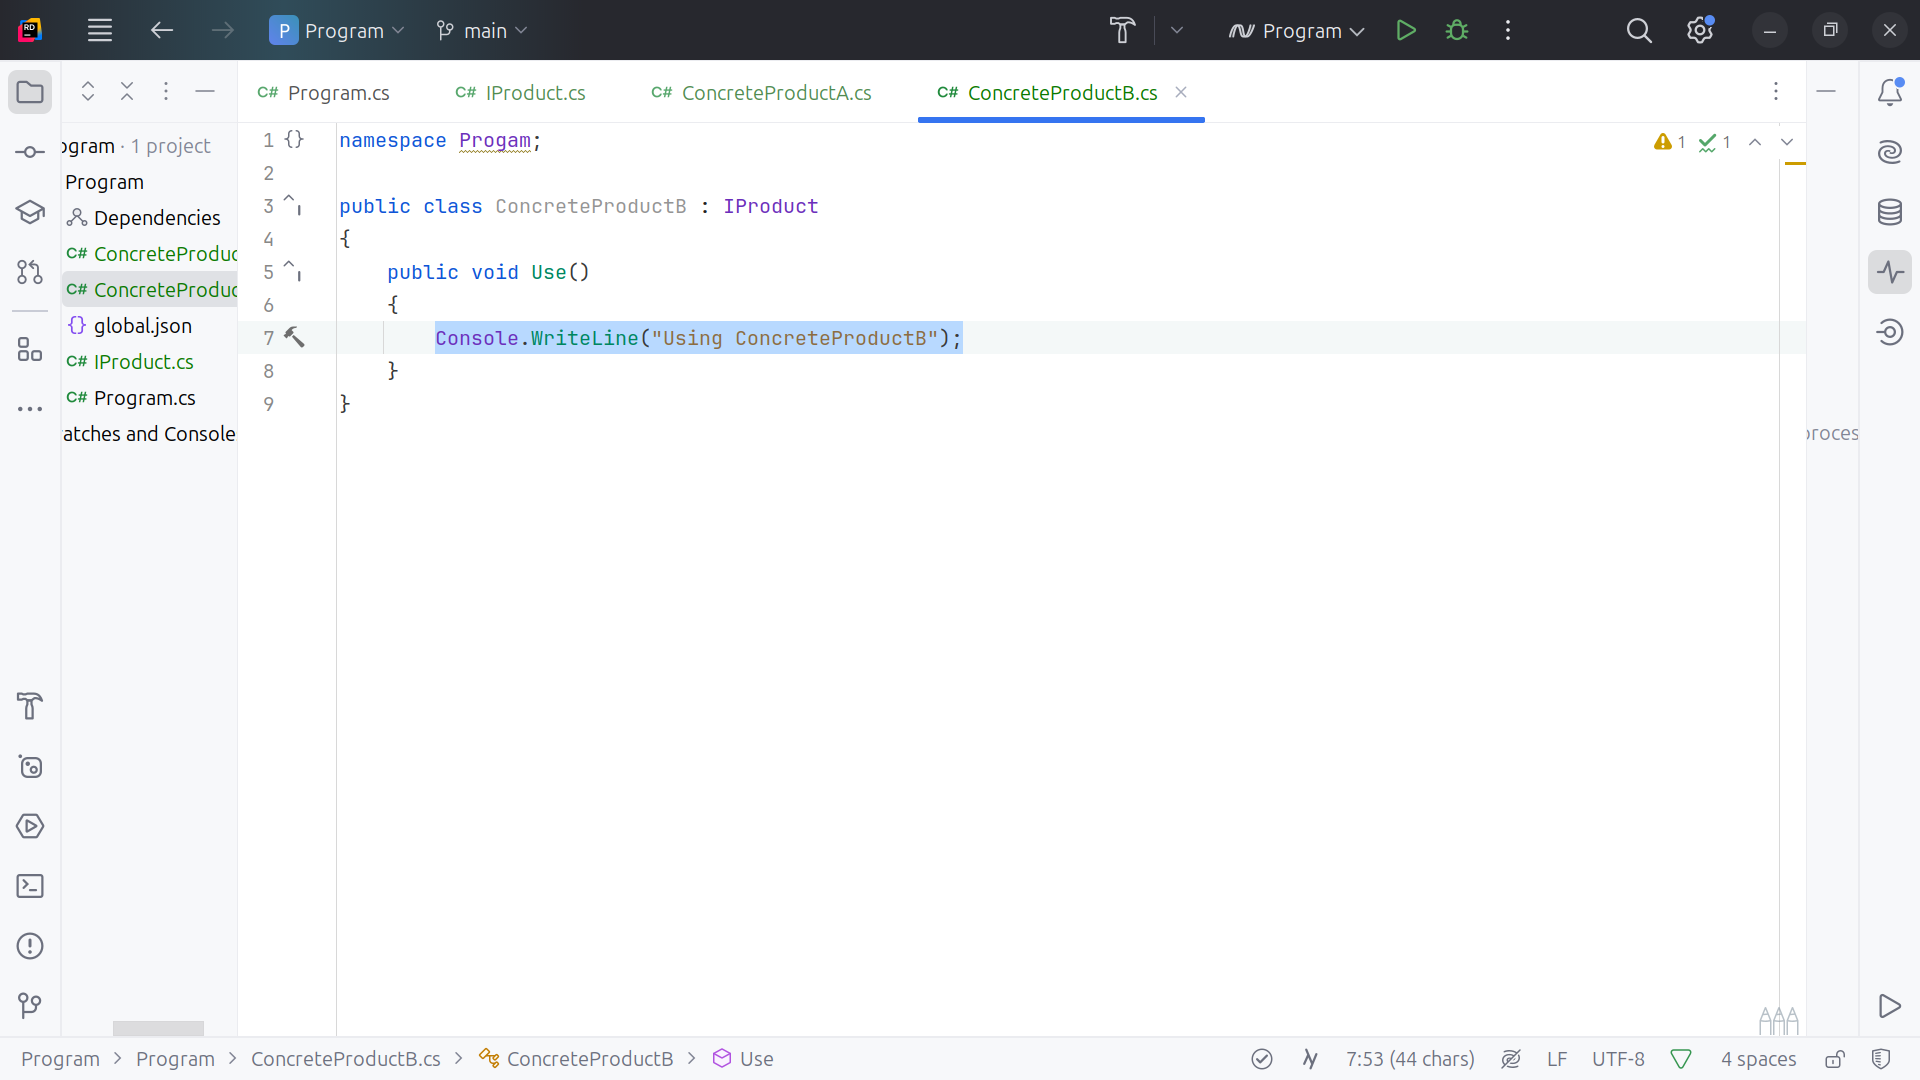 Program main Program
C# Program.cs C# IProduct.cs C# ConcreteProductA.cs C# ConcreteProductB.cs
ogram · 1 project
Program
Dependencies
C# ConcreteProduc
C# ConcreteProduc
{} global.json
C# IProduct.cs
C# Program.cs
atches and Console
1 {} namespace Progam;
2
3 public class ConcreteProductB : IProduct
4 {
5 public void Use()
6 {
7 Console.WriteLine("Using ConcreteProductB");
8 }
9 }
1 1
proces
Program > Program > ConcreteProductB.cs > ConcreteProductB > Use
7:53 (44 chars) LF UTF-8 4 spaces